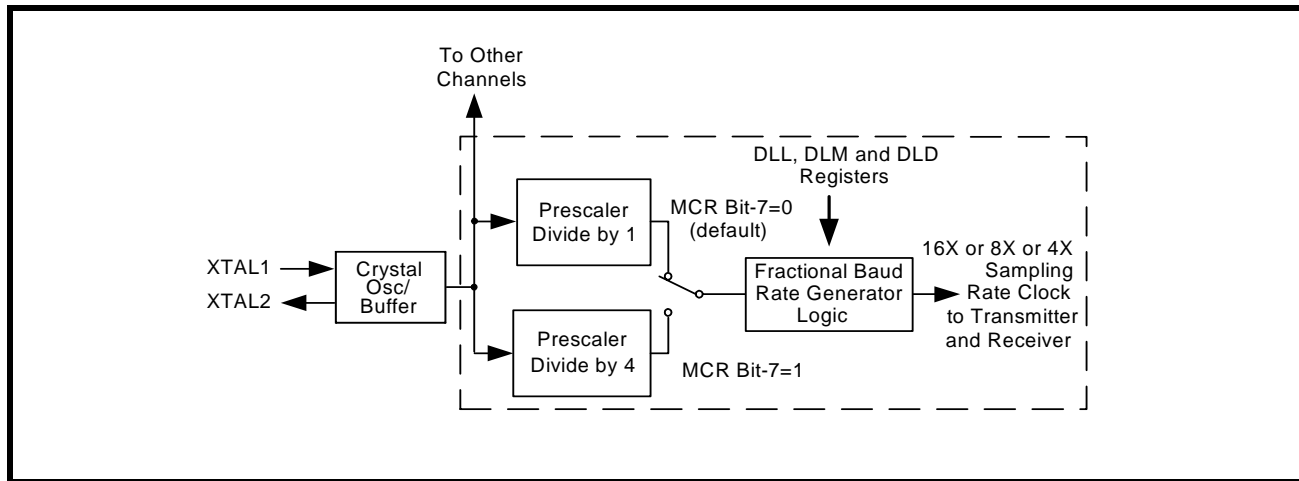 To Other
Channels
DLL, DLM and DLD
Registers
Prescaler
Divide by 1
MCR Bit-7=0
(default)
XTAL1
XTAL2
Crystal
Osc/
Buffer
Fractional Baud
Rate Generator
Logic
16X or 8X or 4X
Sampling
Rate Clock
to Transmitter
and Receiver
Prescaler
Divide by 4
MCR Bit-7=1